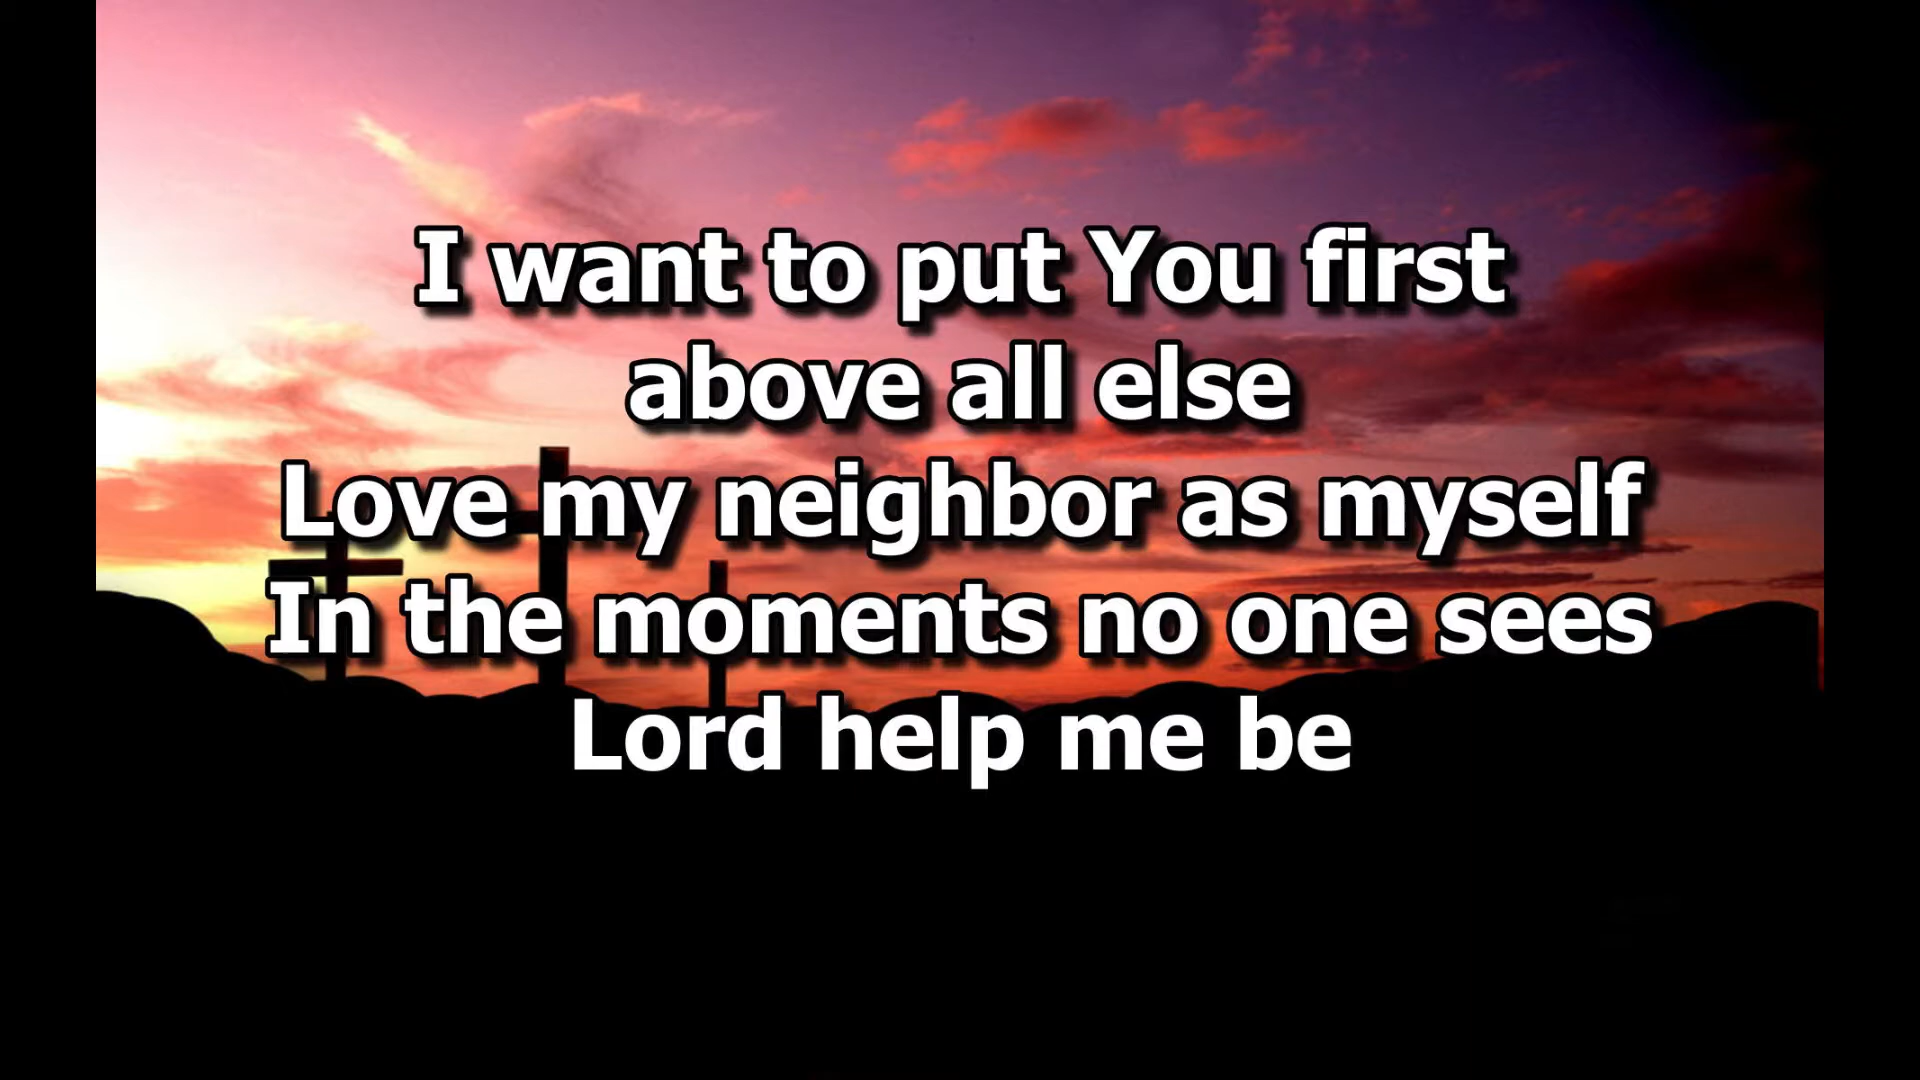 I want to put You first
above all else
Love my neighbor as myself
In the moments no one sees
Lord help me be